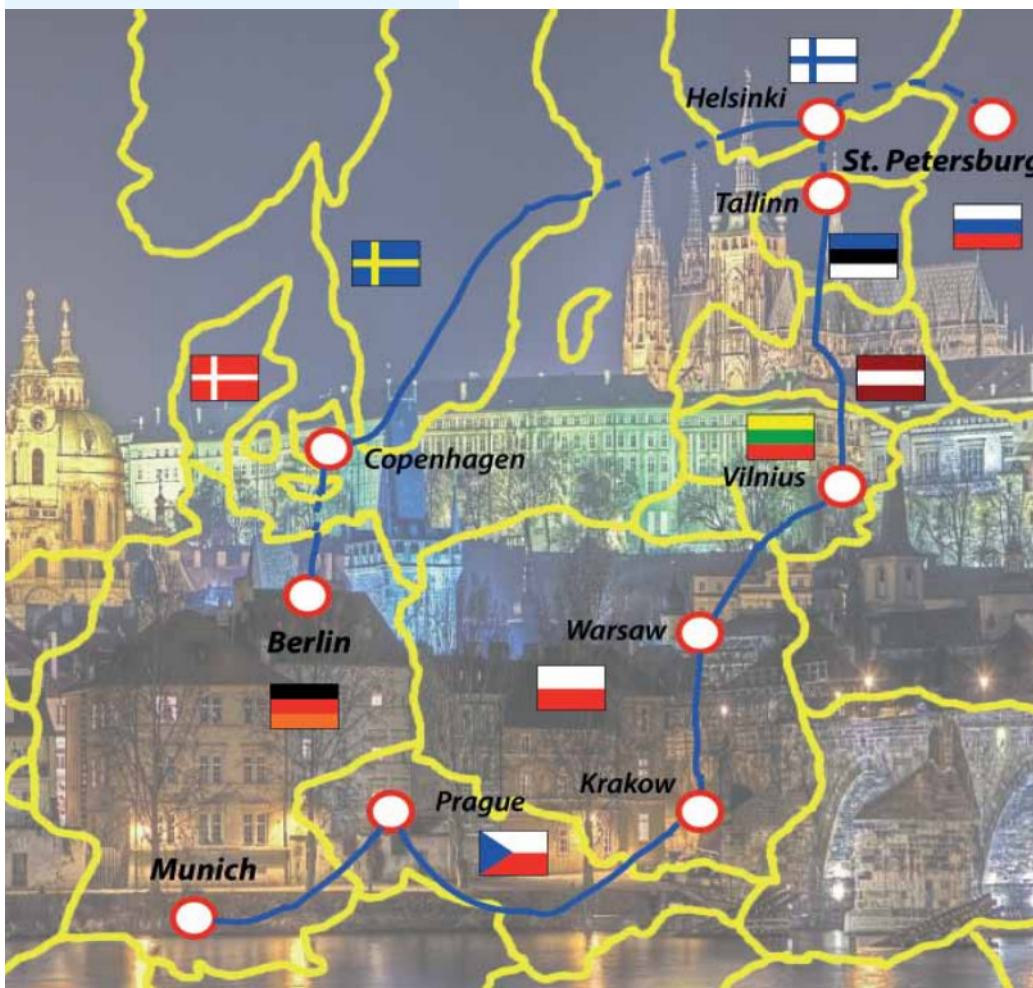 Helsinki
St. Petersburg
Tallinn
Copenhagen
Vilnius
Berlin
Warsaw
Prague
Krakow
Munich